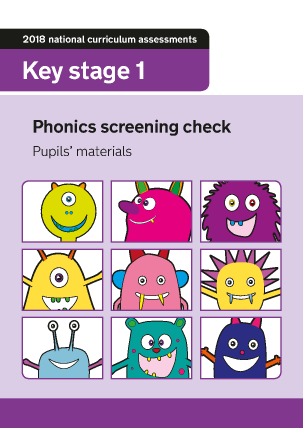 2018 national curriculum assessments
Key stage 1
Phonics screening check
Pupils' materials